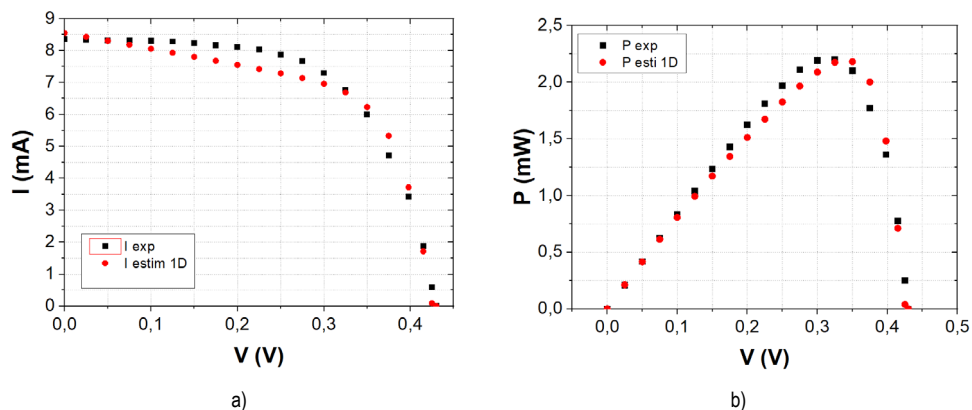 9
8
7
6
5
4
3
2
1
0
I (mA)
I exp
I estim 1D
0,0 0,1 0,2 0,3 0,4
V (V)
a)
2,5
2,0
1,5
1,0
0,5
0,0
P (mW)
P exp
P esti 1D
0,0 0,1 0,2 0,3 0,4 0,5
V (V)
b)